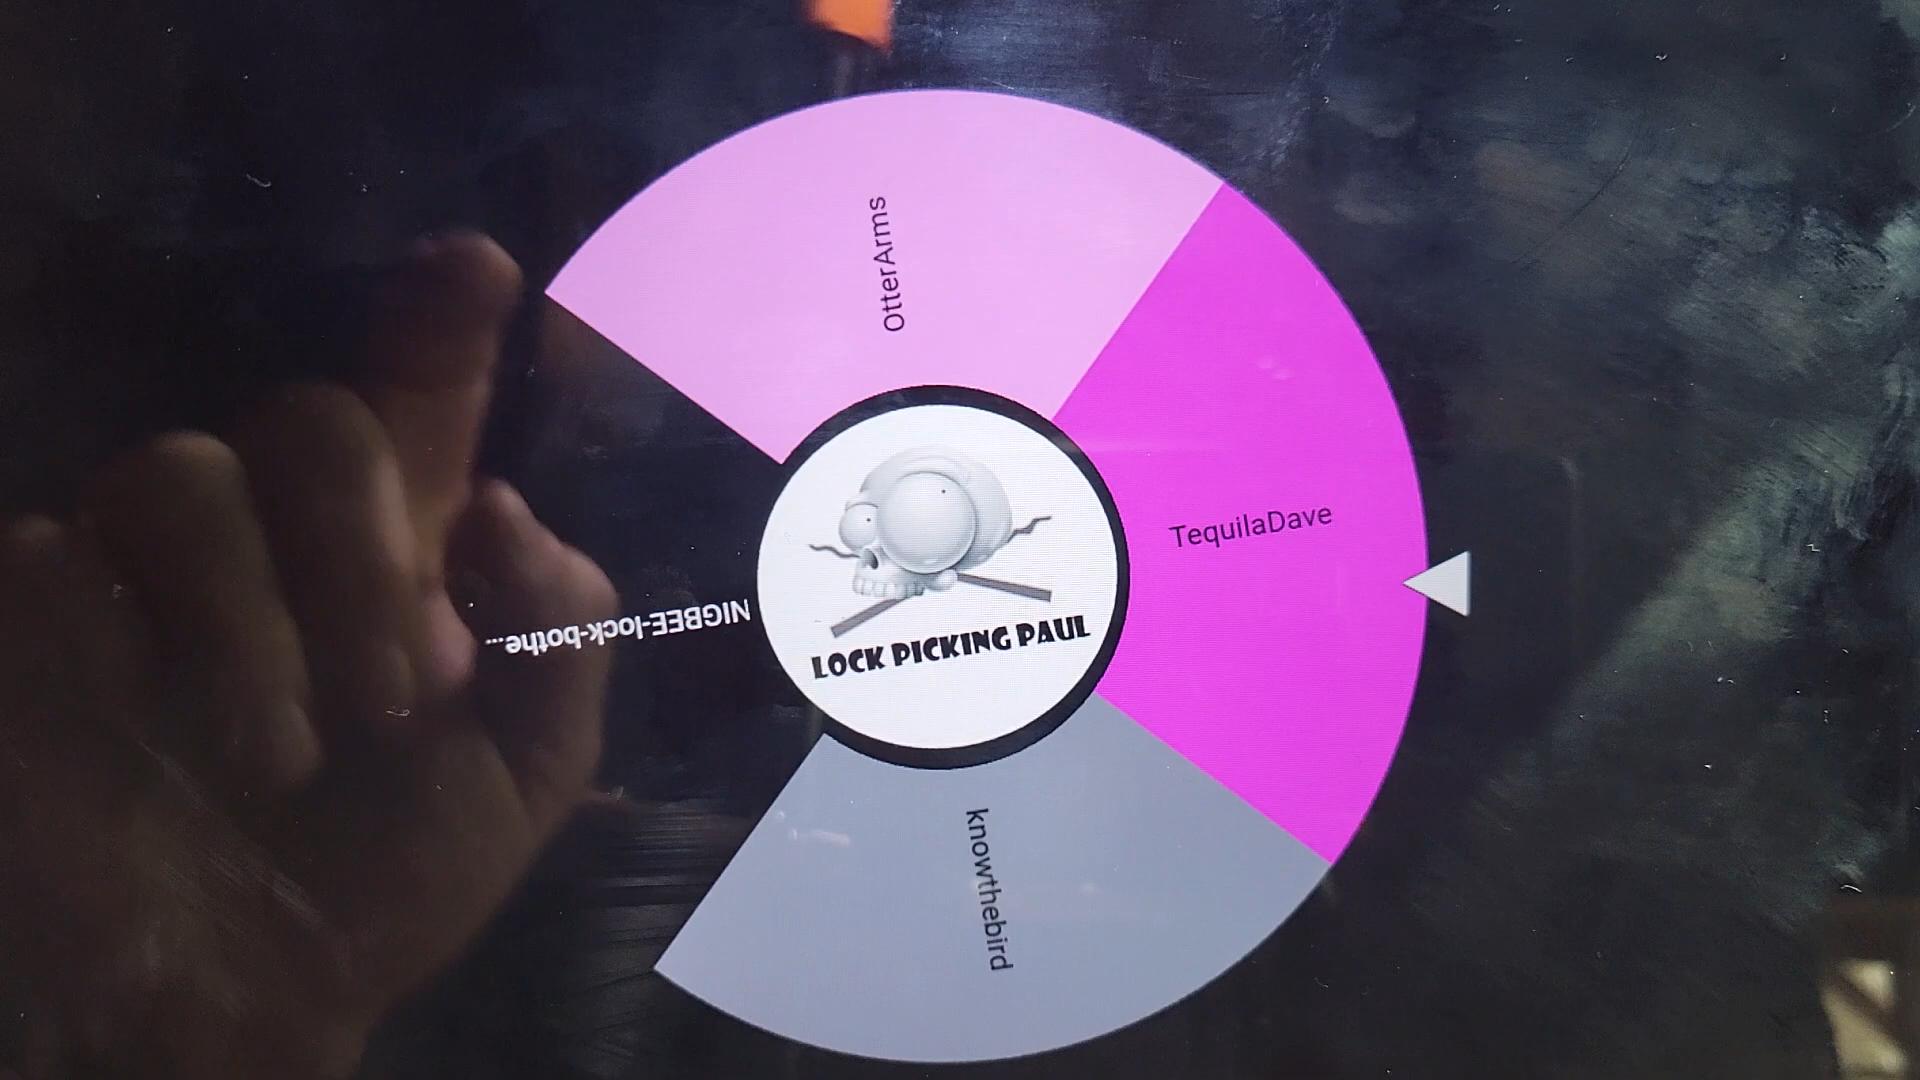 OtterArms
TequilaDave
NIGBEE-lock-bothe...
LOCK PICKING PAUL
knowthebird